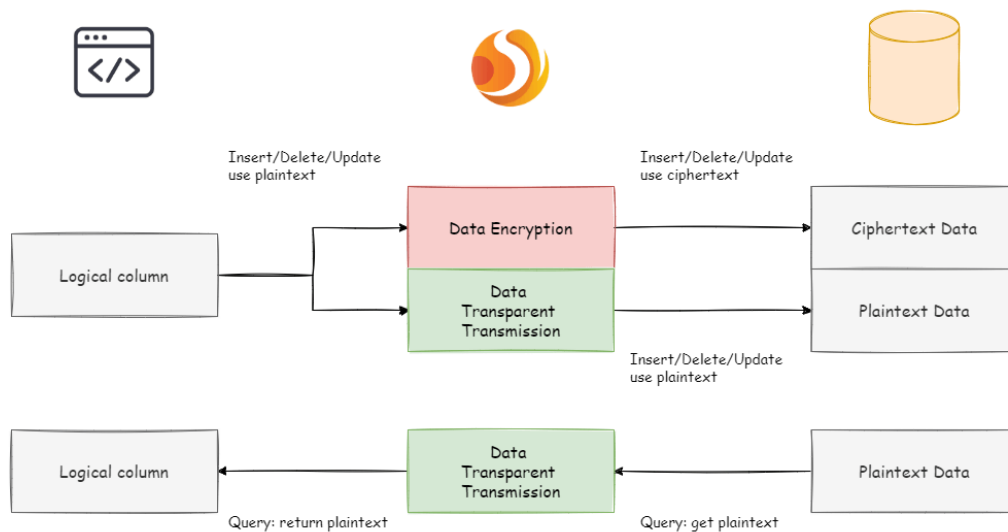 Insert/Delete/Update
use plaintext
Insert/Delete/Update
use ciphertext
Logical column
Data Encryption
Ciphertext Data
Data
Transparent
Transmission
Plaintext Data
Insert/Delete/Update
use plaintext
Logical column
Data
Transparent
Transmission
Plaintext Data
Query: return plaintext
Query: get plaintext